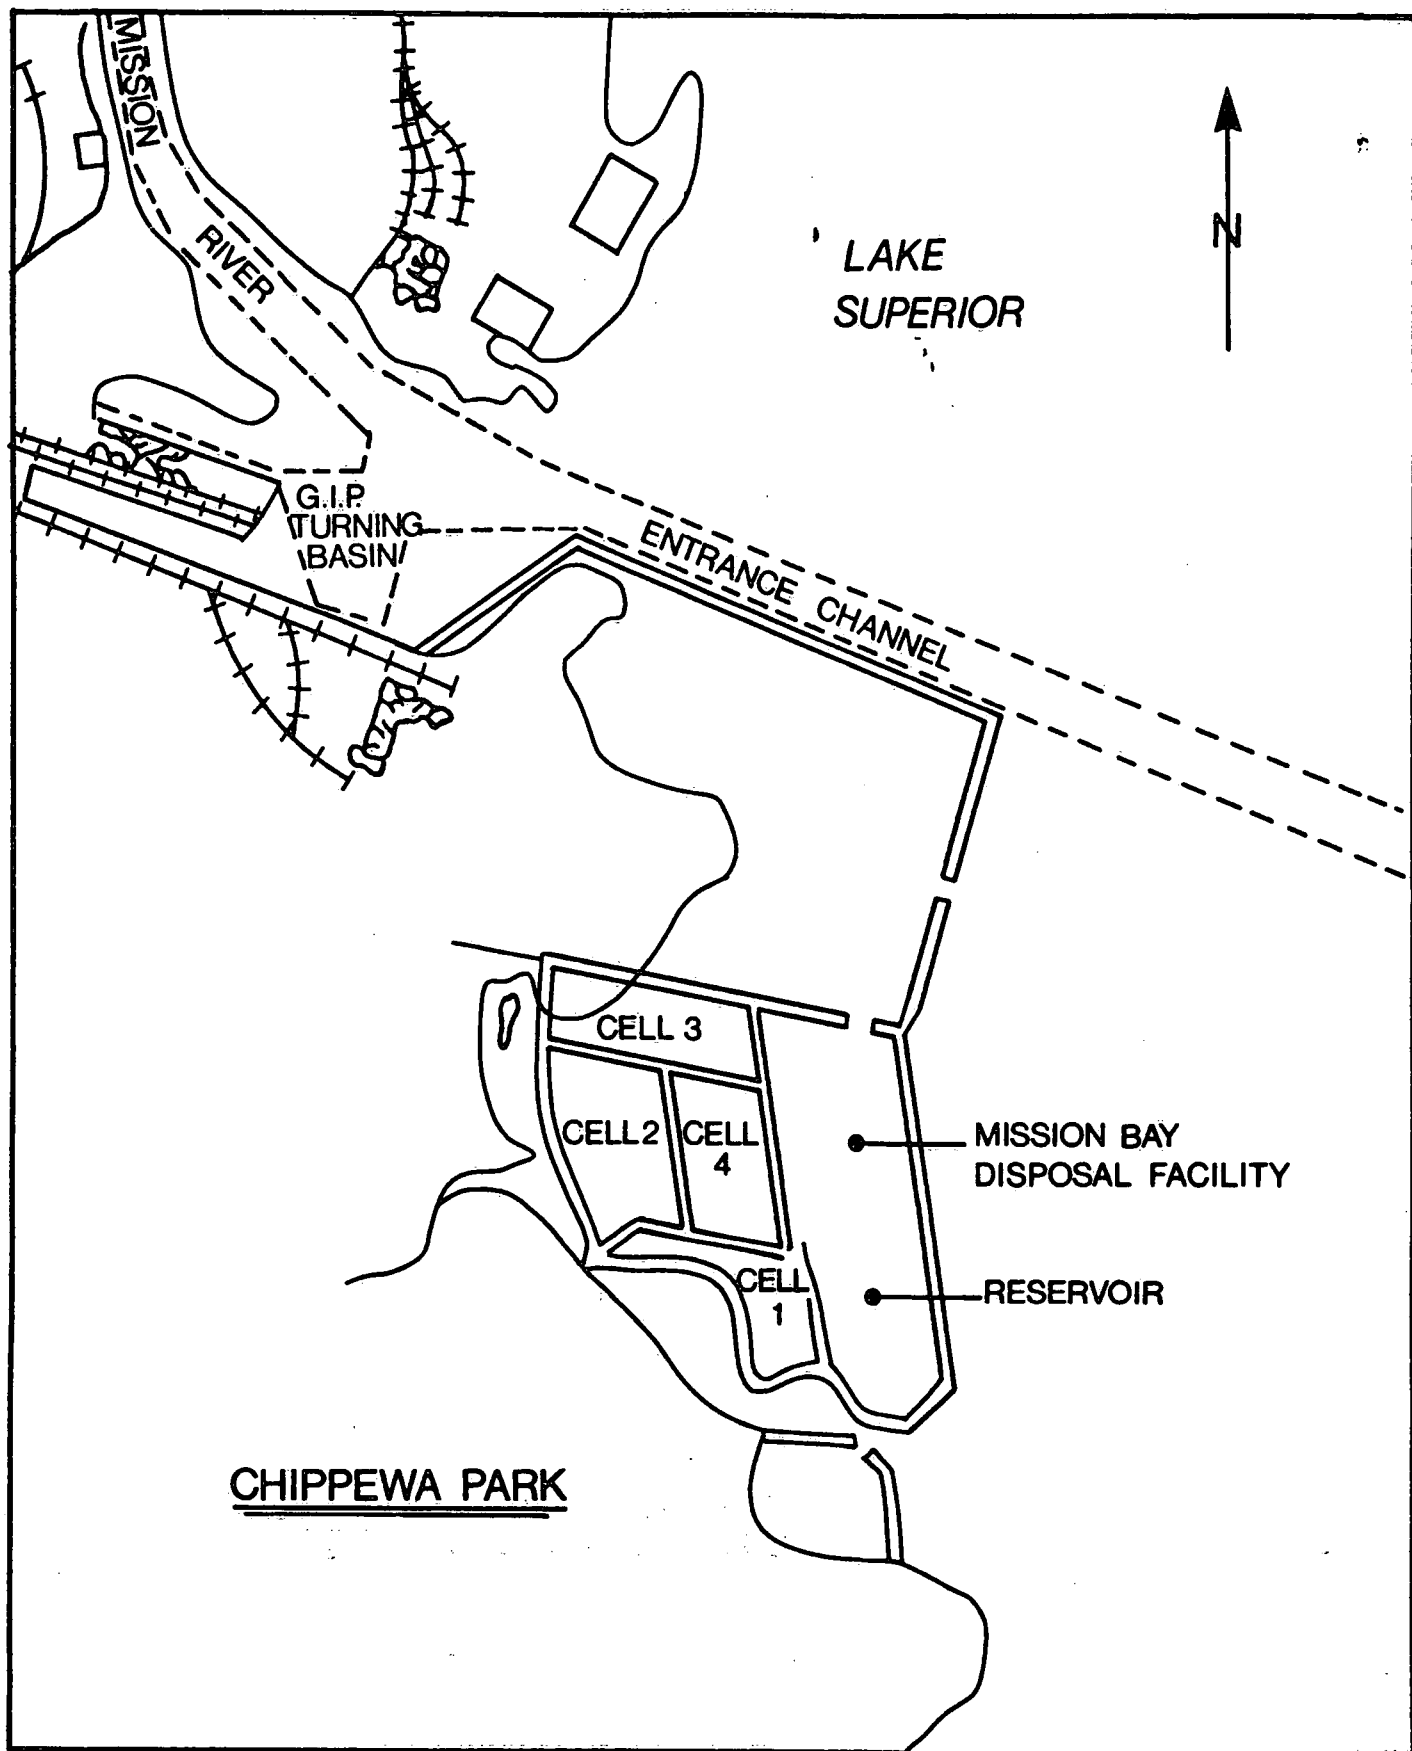 MISSION
RIVER
N
LAKE
SUPERIOR
G.I.P.
TURNING
BASIN
ENTRANCE CHANNEL
CELL 3
CELL 2
CELL
4
MISSION BAY
DISPOSAL FACILITY
CELL
1
RESERVOIR
CHIPPEWA PARK